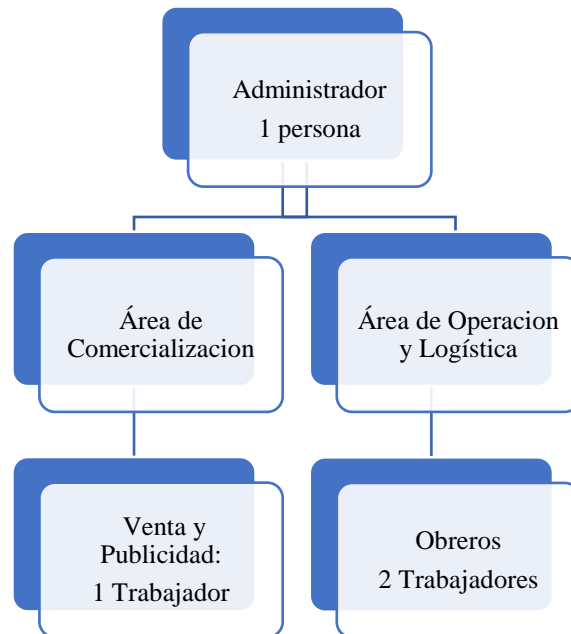 Administrador
1 persona
Área de
Comercializacion
Área de Operacion
y Logística
Venta y
Publicidad:
1 Trabajador
Obreros
2 Trabajadores